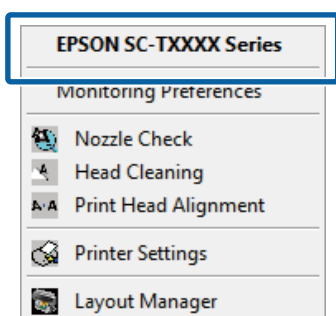 EPSON SC-TXXXX Series
Monitoring Preferences
Nozzle Check
Head Cleaning
Print Head Alignment
Printer Settings
Layout Manager